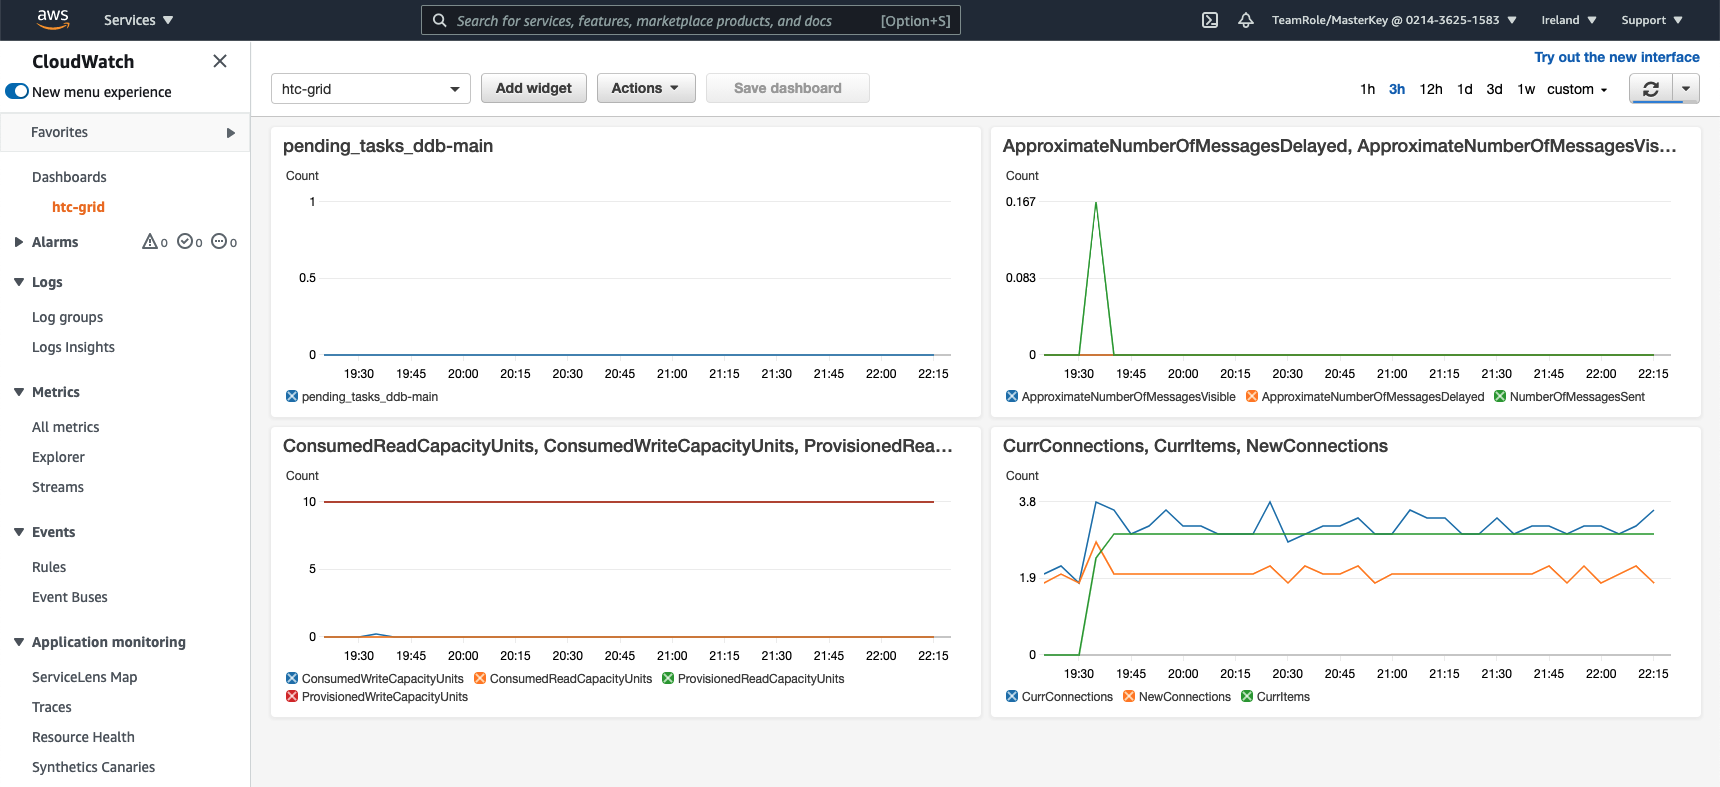 aws
Services
Search for services, features, marketplace products, and docs [Option+S]
TeamRole/MasterKey @ 0214-3625-1583
Ireland
Support
CloudWatch
New menu experience
Favorites
Dashboards
htc-grid
Alarms 0 0 0
Logs
Log groups
Logs Insights
Metrics
All metrics
Explorer
Streams
Events
Rules
Event Buses
Application monitoring
ServiceLens Map
Traces
Resource Health
Synthetics Canaries
Try out the new interface
htc-grid
Add widget
Actions
Save dashboard
1h 3h 12h 1d 3d 1w custom
pending_tasks_ddb-main
Count
1
0.5
0
19:30 19:45 20:00 20:15 20:30 20:45 21:00 21:15 21:30 21:45 22:00 22:15
pending_tasks_ddb-main
ApproximateNumberOfMessagesDelayed, ApproximateNumberOfMessagesVis...
Count
0.167
0.083
0
19:30 19:45 20:00 20:15 20:30 20:45 21:00 21:15 21:30 21:45 22:00 22:15
ApproximateNumberOfMessagesVisible ApproximateNumberOfMessagesDelayed NumberOfMessagesSent
ConsumedReadCapacityUnits, ConsumedWriteCapacityUnits, ProvisionedRea...
Count
10
5
0
19:30 19:45 20:00 20:15 20:30 20:45 21:00 21:15 21:30 21:45 22:00 22:15
ConsumedWriteCapacityUnits ConsumedReadCapacityUnits ProvisionedReadCapacityUnits
ProvisionedWriteCapacityUnits
CurrConnections, CurrItems, NewConnections
Count
3.8
1.9
0
19:30 19:45 20:00 20:15 20:30 20:45 21:00 21:15 21:30 21:45 22:00 22:15
CurrConnections NewConnections CurrItems